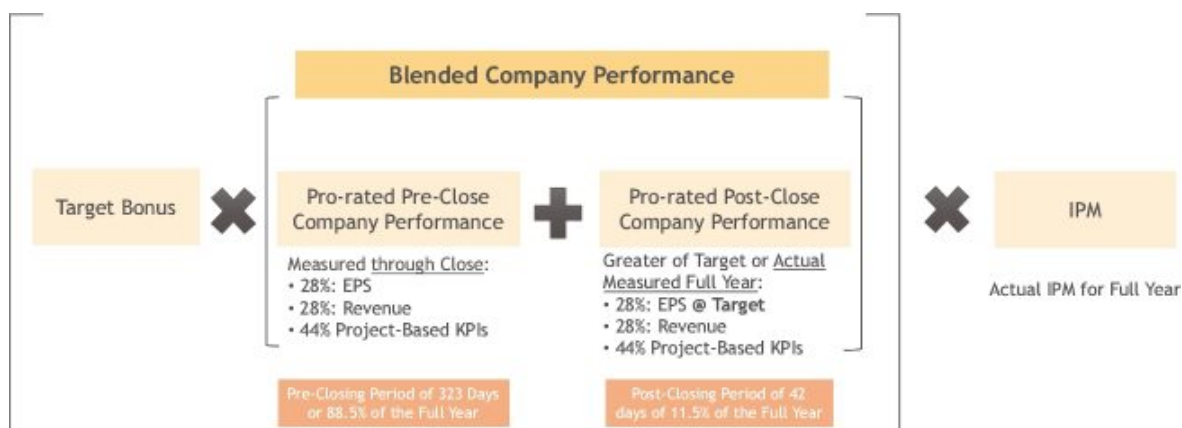 Blended Company Performance
Target Bonus
Pro-rated Pre-Close
Company Performance
Measured through Close:
• 28%: EPS
• 28%: Revenue
• 44% Project-Based KPIs
Pre-Closing Period of 323 Days
or 88.5% of the Full Year
Pro-rated Post-Close
Company Performance
Greater of Target or Actual
Measured Full Year:
• 28%: EPS @ Target
• 28%: Revenue
• 44% Project-Based KPIs
Post-Closing Period of 42
days of 11.5% of the Full Year
IPM
Actual IPM for Full Year